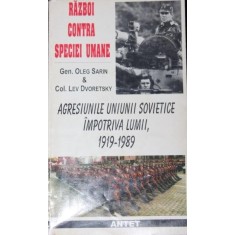 RĂZBOI
CONTRA
SPECIEI UMANE
Gen. OLEG SARIN
&
Col. LEV DVORETSKY
AGRESIUNILE UNIUNII SOVIETICE
ÎMPOTRIVA LUMII,
1919-1989
ANTET